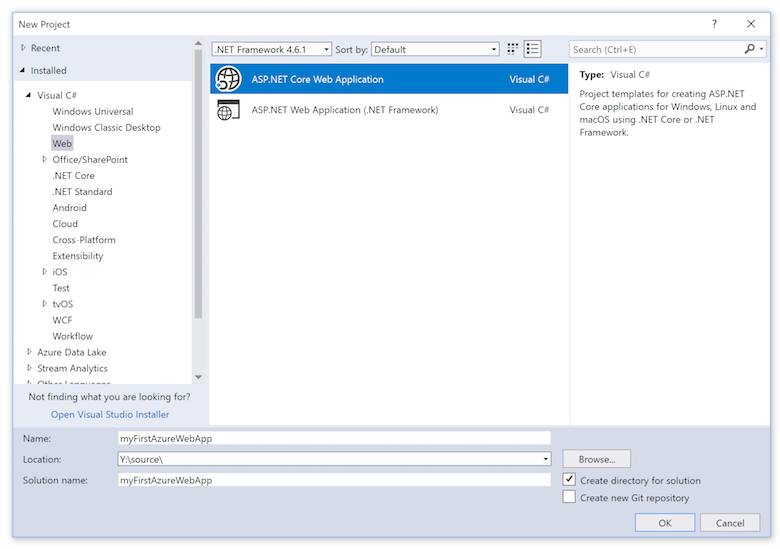 New Project
?
Recent
Installed
Visual C#
Windows Universal
Windows Classic Desktop
Web
Office/SharePoint
.NET Core
.NET Standard
Android
Cloud
Cross-Platform
Extensibility
iOS
Test
tvOS
WCF
Workflow
Azure Data Lake
Stream Analytics
Other Languages
Not finding what you are looking for?
Open Visual Studio Installer
.NET Framework 4.6.1 Sort by: Default
ASP.NET Core Web Application Visual C#
ASP.NET Web Application (.NET Framework) Visual C#
Search (Ctrl+E)
Type: Visual C#
Project templates for creating ASP.NET
Core applications for Windows, Linux and
macOS using .NET Core or .NET
Framework.
Name: myFirstAzureWebApp
Location: Y:\source\ Browse...
Solution name: myFirstAzureWebApp
Create directory for solution
Create new Git repository
OK Cancel